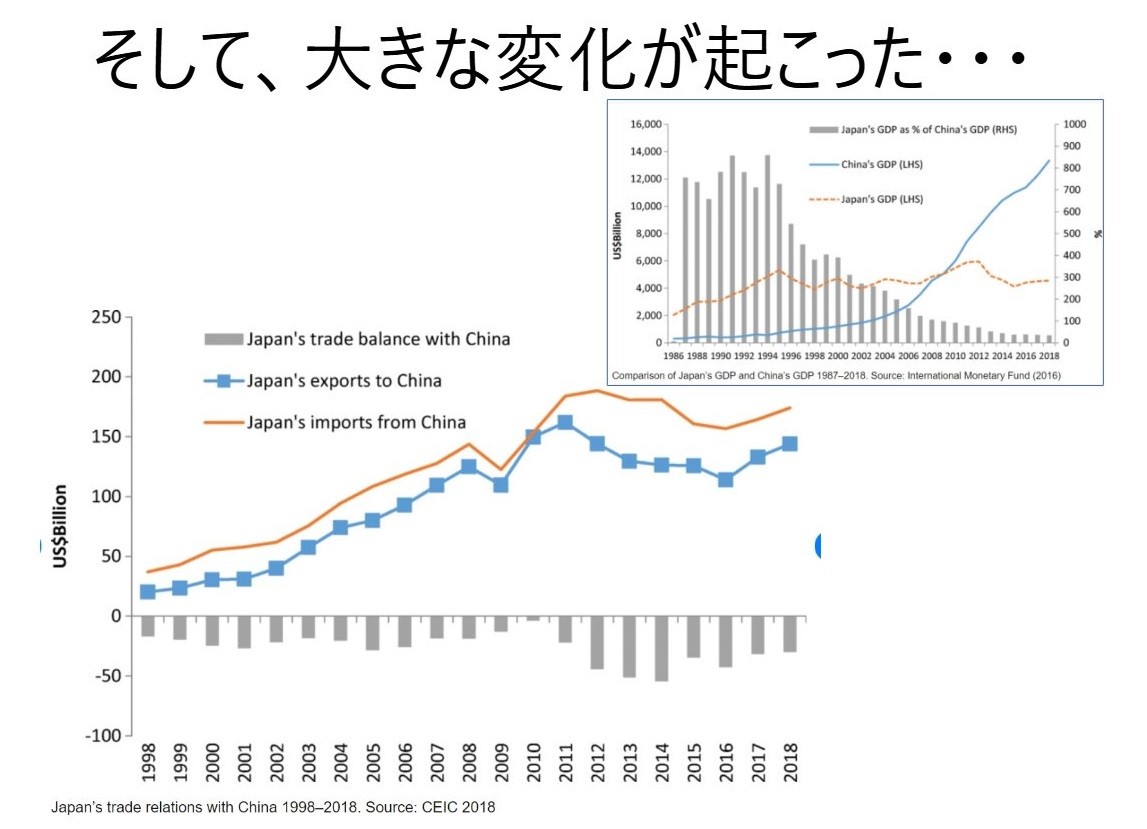 そして、大きな変化が起こった・・・
16,000
14,000
12,000
10,000
8,000
6,000
4,000
2,000
0
US$Billion
Japan's GDP as % of China's GDP (RHS)
China's GDP (LHS)
Japan's GDP (LHS)
1000
900
800
700
600
500
400
300
200
100
0
%
1986 1988 1990 1992 1994 1996 1998 2000 2002 2004 2006 2008 2010 2012 2014 2016 2018
Comparison of Japan's GDP and China's GDP 1987–2018. Source: International Monetary Fund (2016)
250
200
150
100
50
0
-50
-100
US$Billion
Japan's trade balance with China
Japan's exports to China
Japan's imports from China
1998 1999 2000 2001 2002 2003 2004 2005 2006 2007 2008 2009 2010 2011 2012 2013 2014 2015 2016 2017 2018
Japan's trade relations with China 1998–2018. Source: CEIC 2018